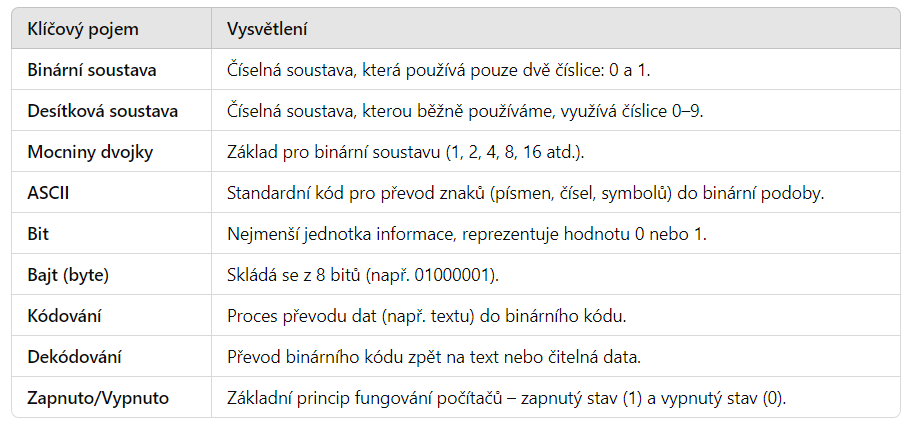 Klíčový pojem Vysvětlení
Binární soustava Číselná soustava, která používá pouze dvě číslice: 0 a 1.
Desítková soustava Číselná soustava, kterou běžně používáme, využívá číslice 0–9.
Mocniny dvojky Základ pro binární soustavu (1, 2, 4, 8, 16 atd.).
ASCII Standardní kód pro převod znaků (písmen, čísel, symbolů) do binární podoby.
Bit Nejmenší jednotka informace, reprezentuje hodnotu 0 nebo 1.
Bajt (byte) Skládá se z 8 bitů (např. 01000001).
Kódování Proces převodu dat (např. textu) do binárního kódu.
Dekódování Převod binárního kódu zpět na text nebo čitelná data.
Zapnuto/Vypnuto Základní princip fungování počítačů – zapnutý stav (1) a vypnutý stav (0).